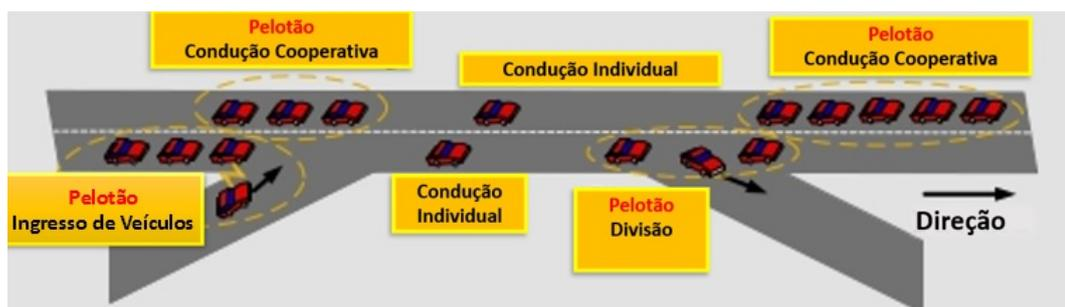 Pelotão
Condução Cooperativa
Condução Individual
Pelotão
Condução Cooperativa
Pelotão
Ingresso de Veículos
Condução
Individual
Pelotão
Divisão
Direção